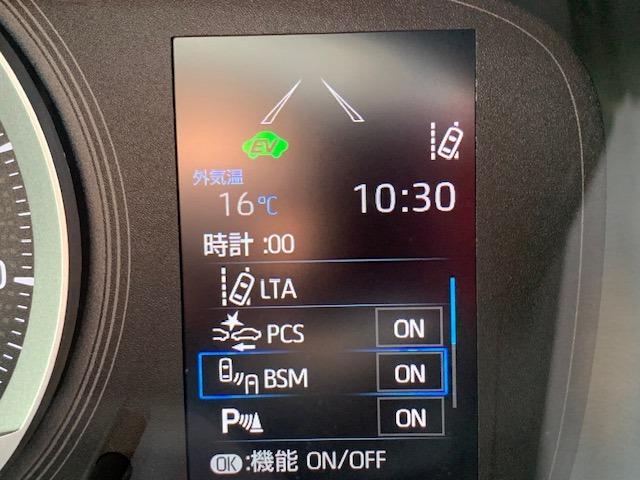 EV
外気温
16℃ 10:30
時計 :00
LTA
PCS ON
BSM ON
P ON
OK:機能 ON/OFF
0